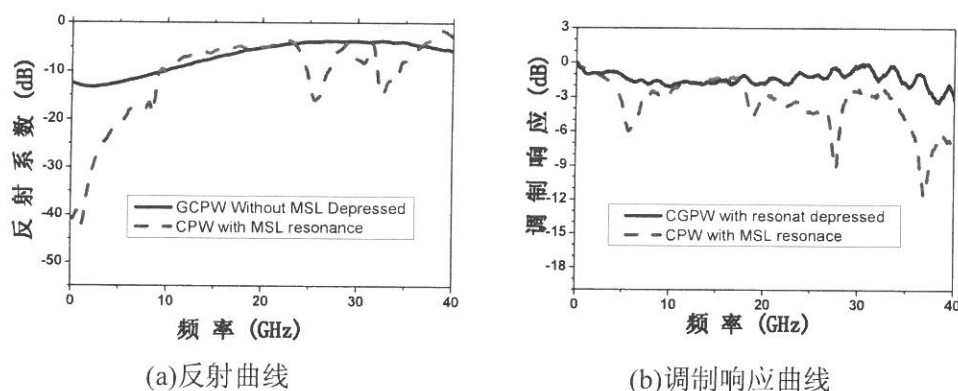 0
-10
-20
-30
-40
-50
反射系数 (dB)
GCPW Without MSL Depressed
CPW with MSL resonance
0
10
20
30
40
频率 (GHz)
(a)反射曲线
3
0
-3
-6
-9
-12
-15
-18
调制响应 (dB)
CGPW with resonat depressed
CPW with MSL resonace
0
10
20
30
40
频率 (GHz)
(b)调制响应曲线